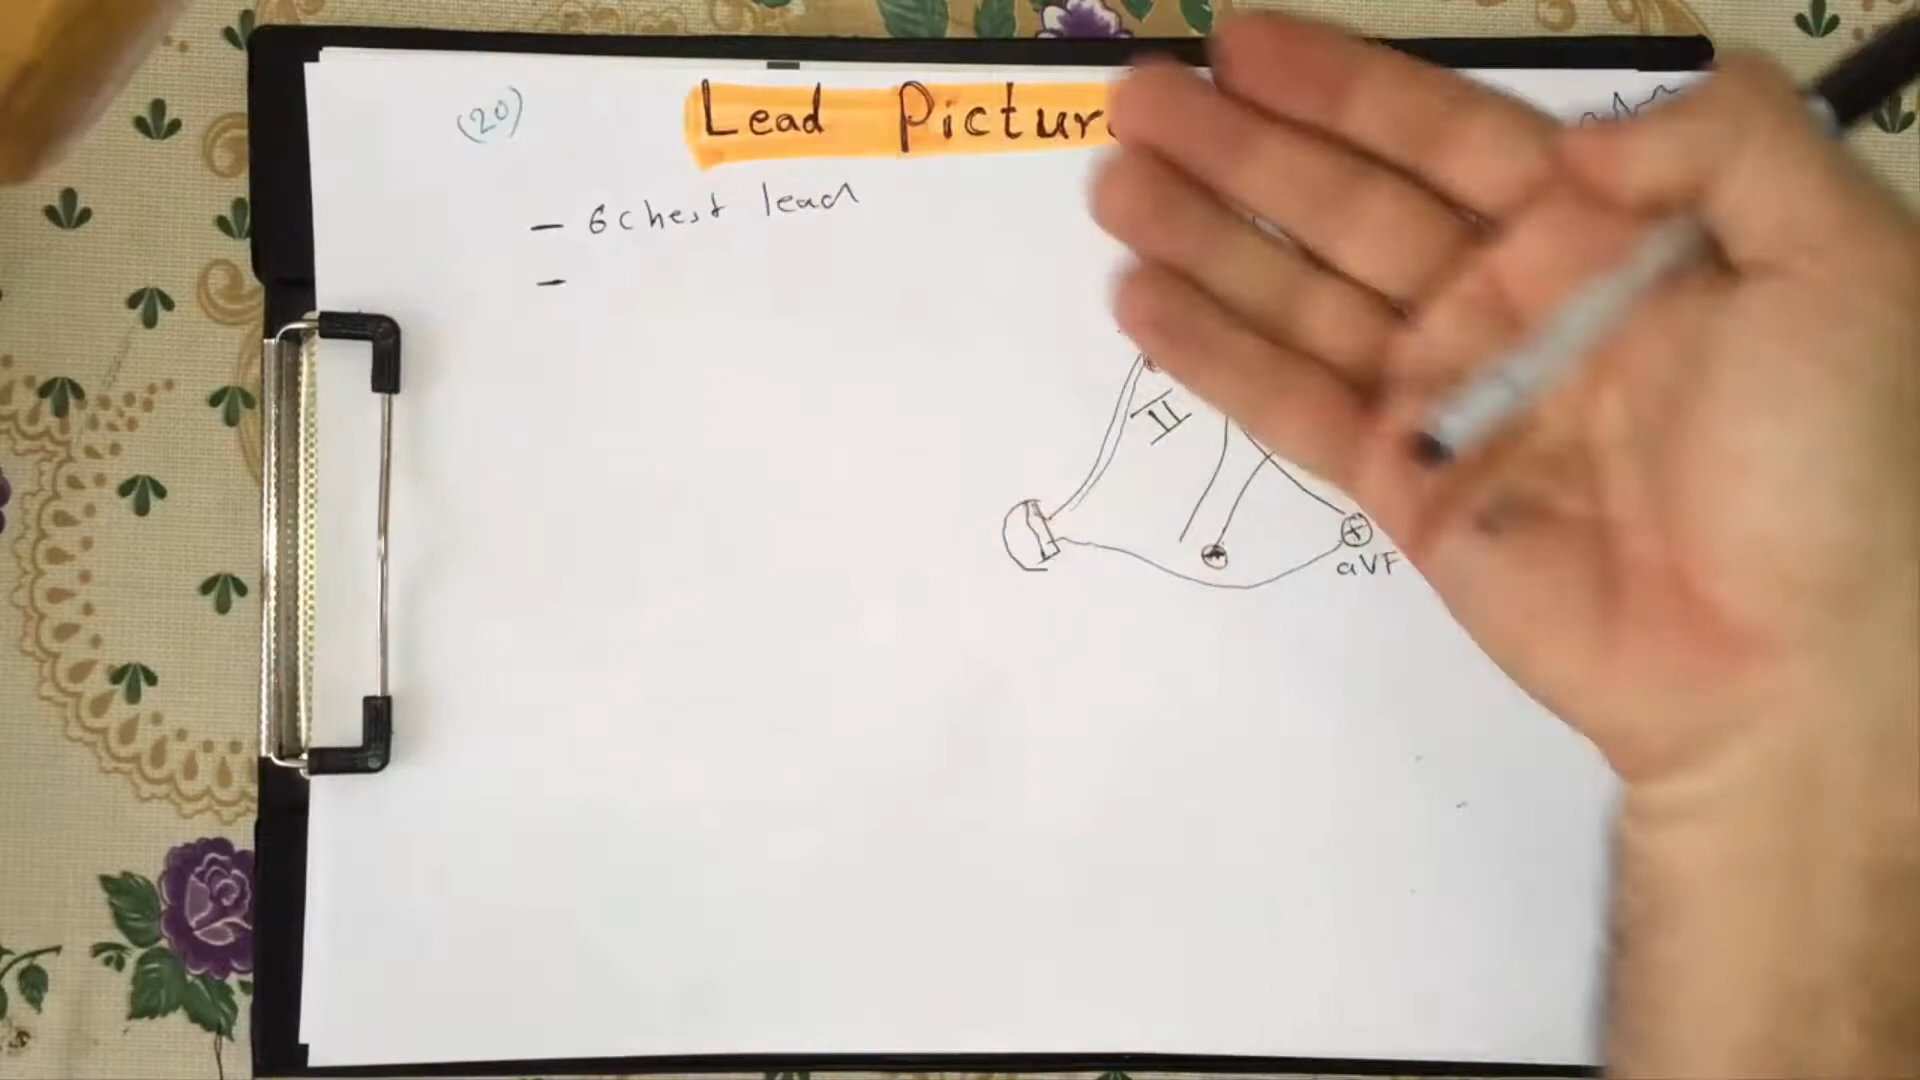 (20)
Lead Pictur
- 6 chest lead
-
II
+
+
aVF